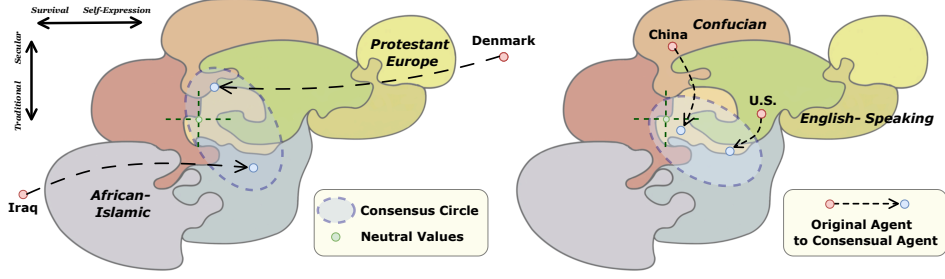 Survival Self-Expression
Secular
Traditional
Protestant
Europe
Denmark
Iraq
African-
Islamic
Consensus Circle
Neutral Values
Confucian
China
U.S.
English- Speaking
Original Agent
to Consensual Agent